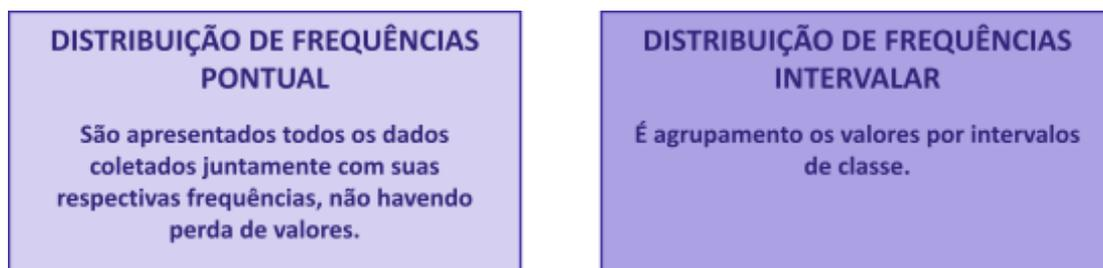 DISTRIBUIÇÃO DE FREQUÊNCIAS
PONTUAL
São apresentados todos os dados
coletados juntamente com suas
respectivas frequências, não havendo
perda de valores.
DISTRIBUIÇÃO DE FREQUÊNCIAS
INTERVALAR
É agrupamento os valores por intervalos
de classe.